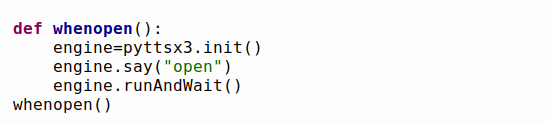 def whenopen():
    engine=pyttsx3.init()
    engine.say("open")
    engine.runAndWait()
whenopen()